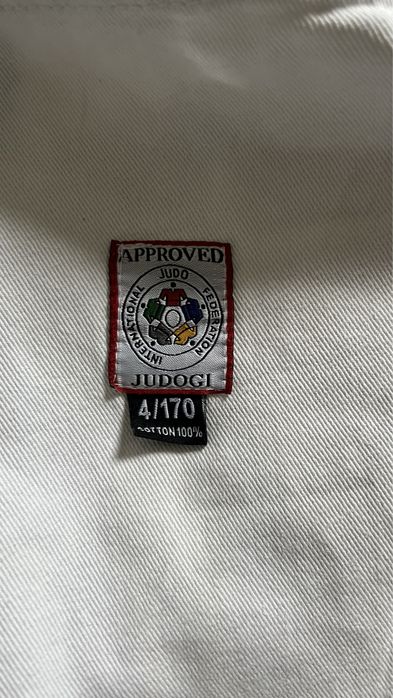 APPROVED
INTERNATIONAL JUDO FEDERATION
JUDOGI
4/170
COTTON 100%